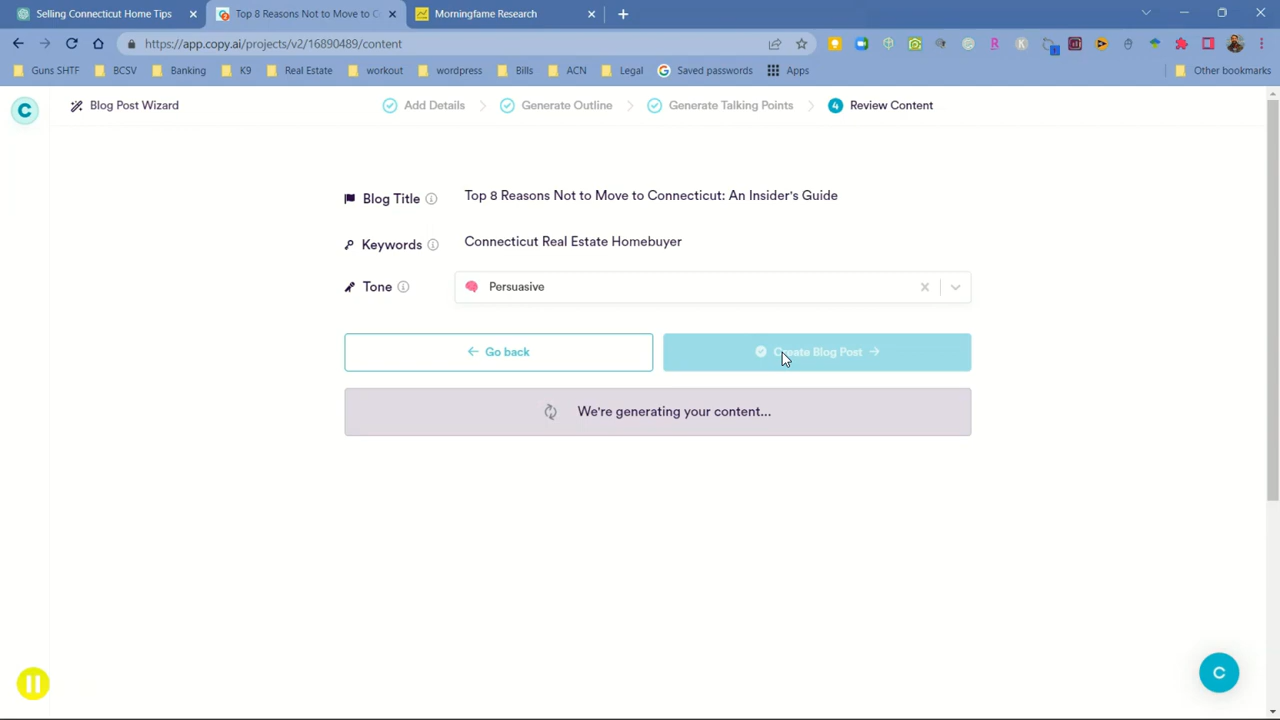 Selling Connecticut Home Tips
Top 8 Reasons Not to Move to C
Morningfame Research
https://app.copy.ai/projects/v2/16890489/content
Guns SHTF
BCSV
Banking
K9
Real Estate
workout
wordpress
Bills
ACN
Legal
Saved passwords
Apps
Other bookmarks
C
Blog Post Wizard
Add Details
Generate Outline
Generate Talking Points
4 Review Content
Blog Title
Top 8 Reasons Not to Move to Connecticut: An Insider's Guide
Keywords
Connecticut Real Estate Homebuyer
Tone
Persuasive
Go back
Create Blog Post
We're generating your content...
C